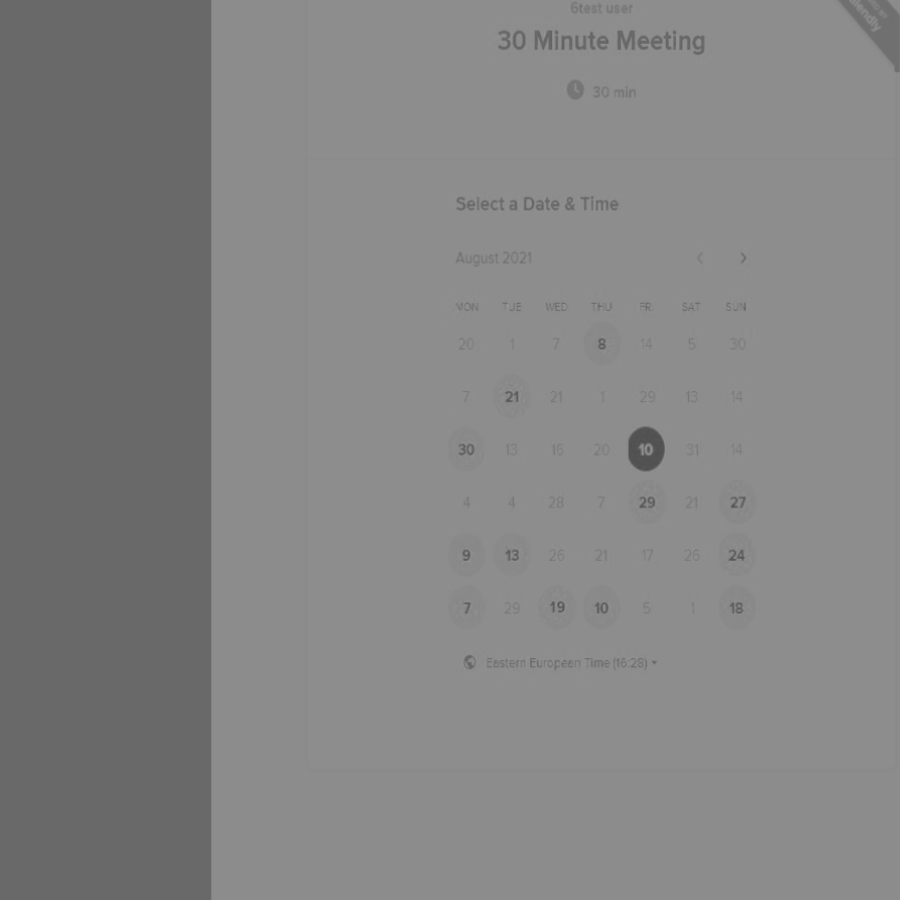 6test user
30 Minute Meeting
30 min
Select a Date & Time
August 2021
MON TUE WED THU FRI SAT SUN
20 1 7 8 14 5 30
7 21 21 1 29 13 14
30 13 16 20 10 31 14
4 4 28 7 29 21 27
9 13 26 21 17 26 24
7 29 19 10 5 1 18
Eastern European Time (16:28)